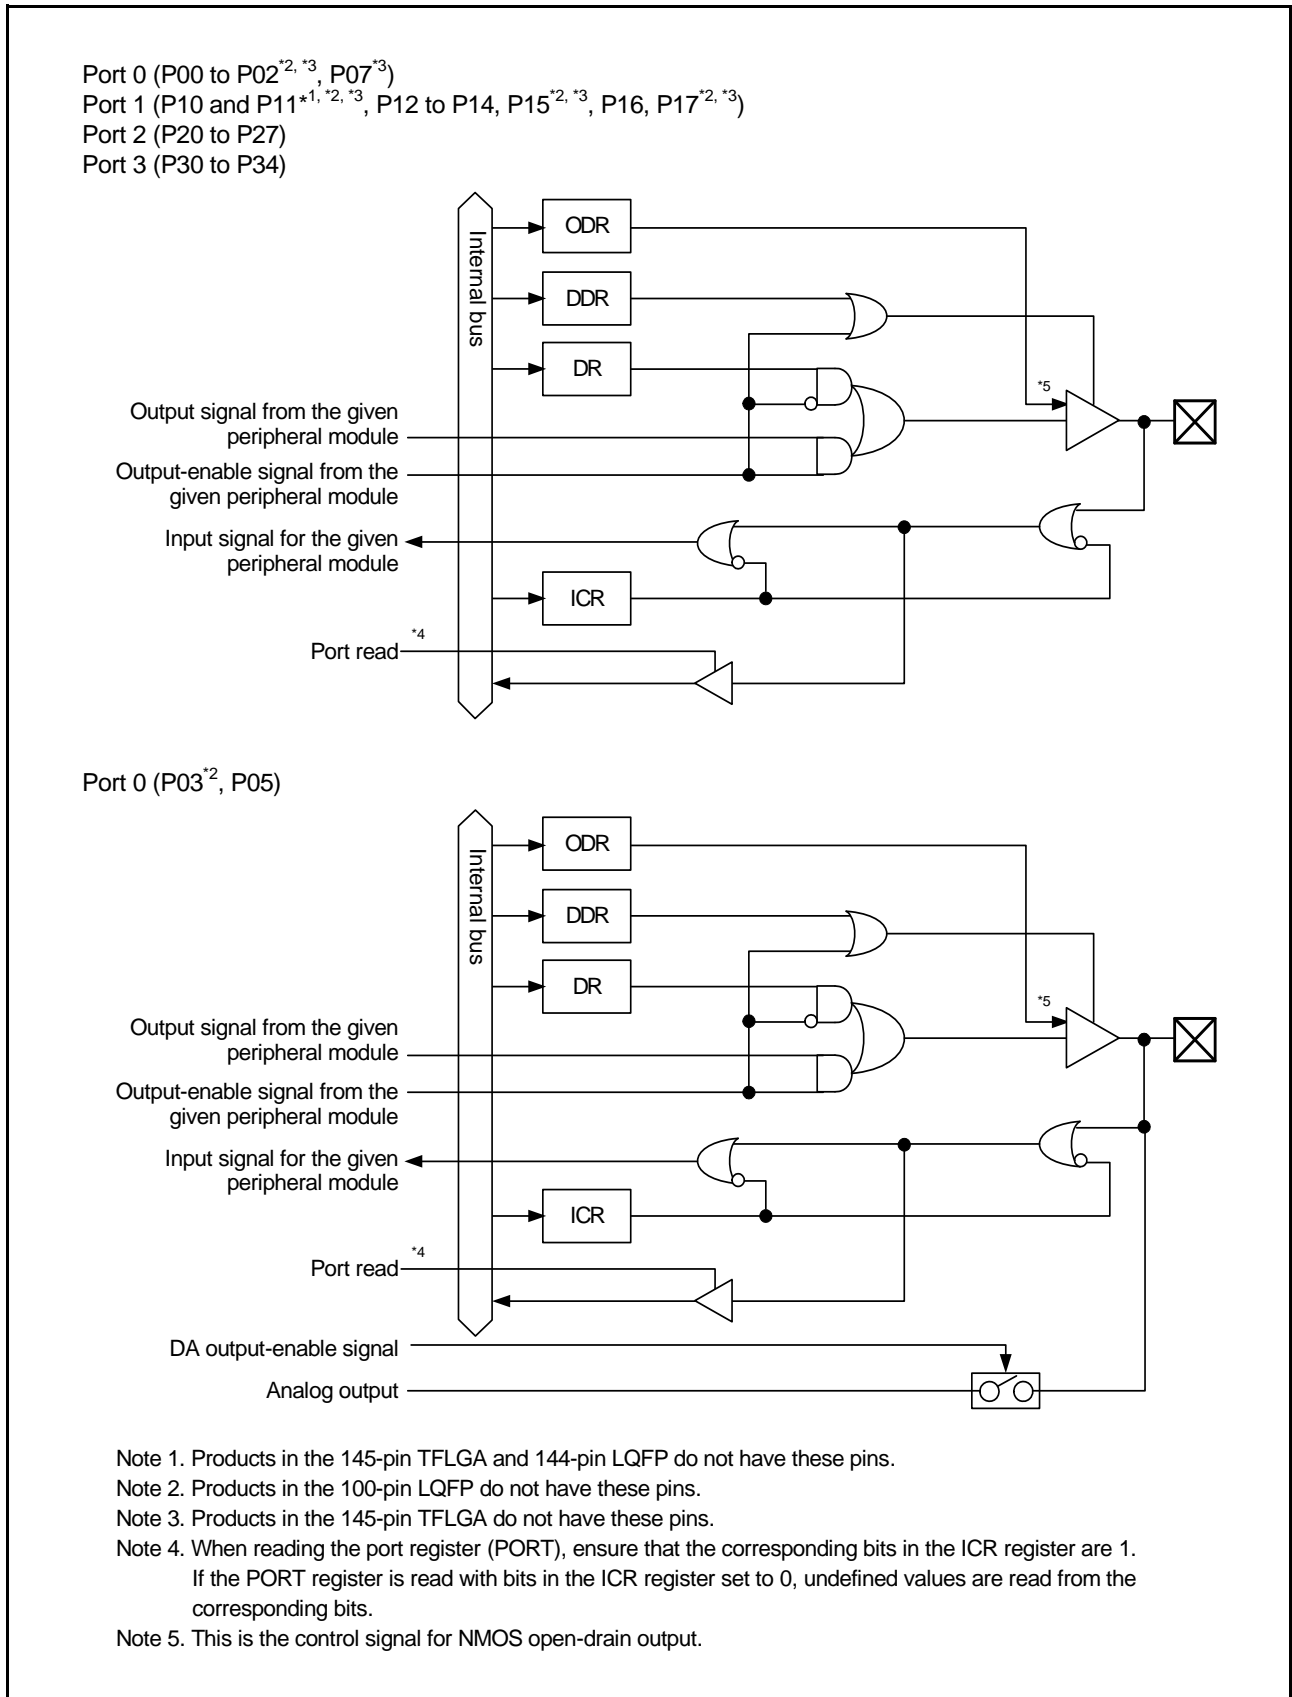 Port 0 (P00 to P02*2, *3, P07*3)
Port 1 (P10 and P11*1, *2, *3, P12 to P14, P15*2, *3, P16, P17*2, *3)
Port 2 (P20 to P27)
Port 3 (P30 to P34)
Internal bus
ODR
DDR
DR
*5
Output signal from the given
peripheral module
Output-enable signal from the
given peripheral module
Input signal for the given
peripheral module
ICR
Port read
*4
Port 0 (P03*2, P05)
Internal bus
ODR
DDR
DR
*5
Output signal from the given
peripheral module
Output-enable signal from the
given peripheral module
Input signal for the given
peripheral module
ICR
Port read
*4
DA output-enable signal
Analog output
Note 1. Products in the 145-pin TFLGA and 144-pin LQFP do not have these pins.
Note 2. Products in the 100-pin LQFP do not have these pins.
Note 3. Products in the 145-pin TFLGA do not have these pins.
Note 4. When reading the port register (PORT), ensure that the corresponding bits in the ICR register are 1.
If the PORT register is read with bits in the ICR register set to 0, undefined values are read from the
corresponding bits.
Note 5. This is the control signal for NMOS open-drain output.